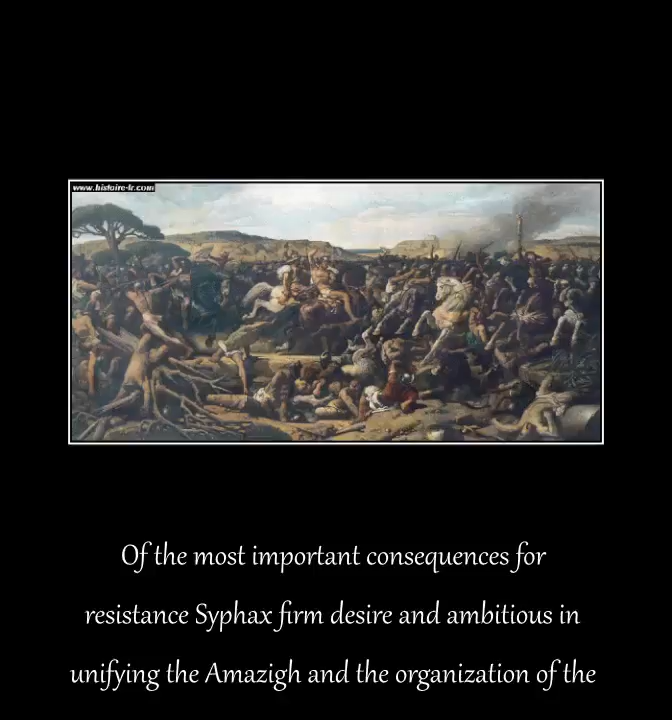 www.histoire-fr.com
Of the most important consequences for
resistance Syphax firm desire and ambitious in
unifying the Amazigh and the organization of the